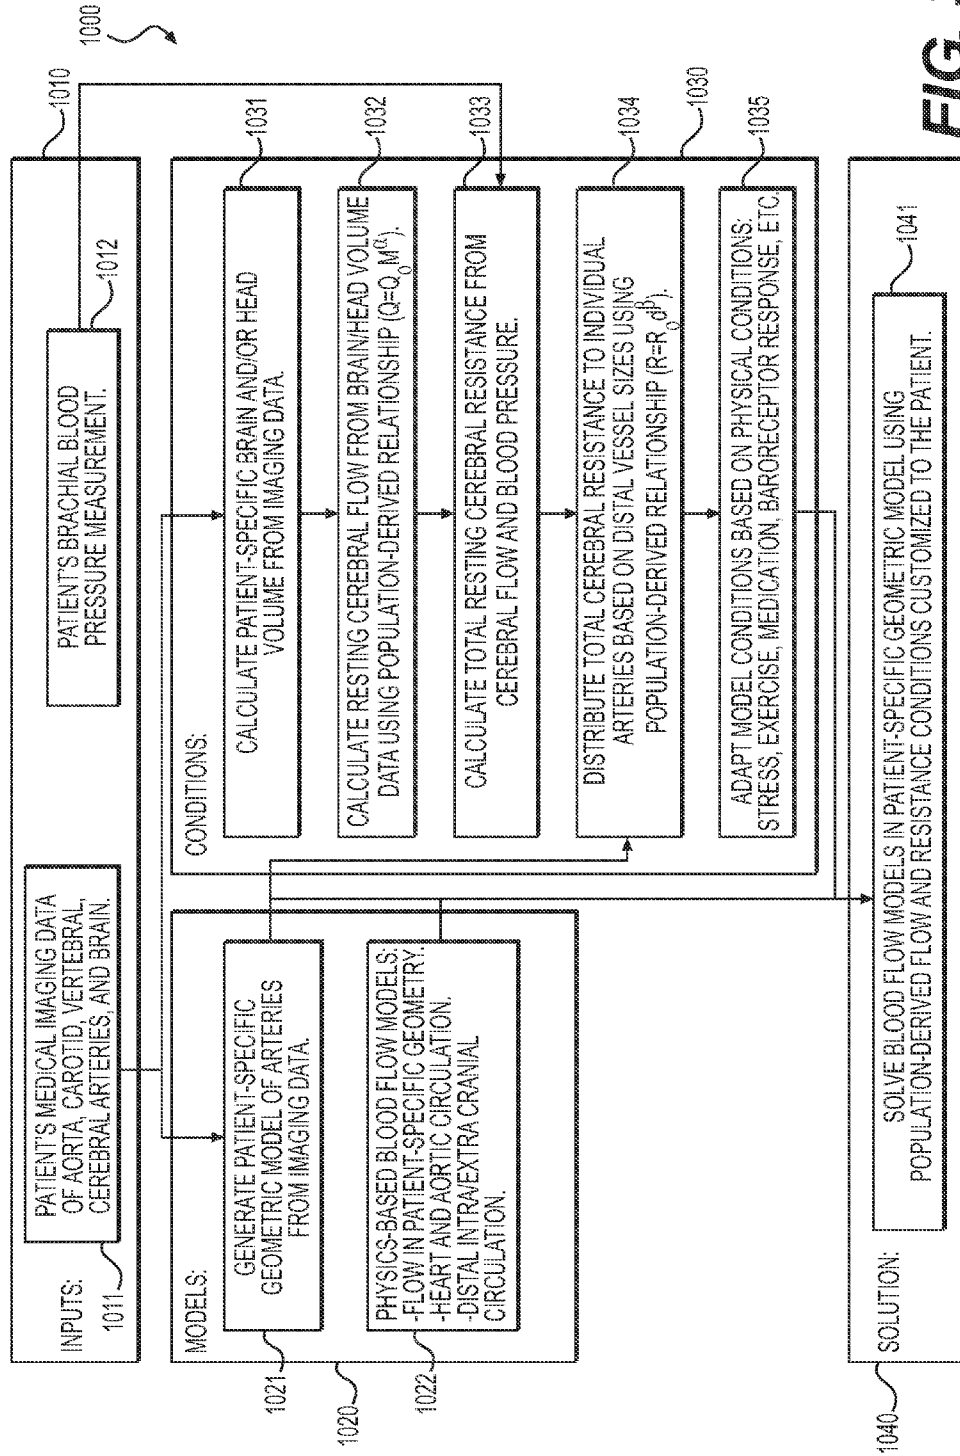 1000
1010
INPUTS:
PATIENT'S MEDICAL IMAGING DATA
OF AORTA, CAROTID, VERTEBRAL,
CEREBRAL ARTERIES, AND BRAIN.
1011
PATIENT'S BRACHIAL BLOOD
PRESSURE MEASUREMENT.
1012
MODELS:
GENERATE PATIENT-SPECIFIC
GEOMETRIC MODEL OF ARTERIES
FROM IMAGING DATA.
1021
1020
PHYSICS-BASED BLOOD FLOW MODELS:
-FLOW IN PATIENT-SPECIFIC GEOMETRY.
-HEART AND AORTIC CIRCULATION.
-DISTAL INTRA/EXTRA CRANIAL
CIRCULATION.
1022
CONDITIONS:
CALCULATE PATIENT-SPECIFIC BRAIN AND/OR HEAD
VOLUME FROM IMAGING DATA.
1031
CALCULATE RESTING CEREBRAL FLOW FROM BRAIN/HEAD VOLUME
DATA USING POPULATION-DERIVED RELATIONSHIP (Q=QₒM^α).
1032
CALCULATE TOTAL RESTING CEREBRAL RESISTANCE FROM
CEREBRAL FLOW AND BLOOD PRESSURE.
1033
DISTRIBUTE TOTAL CEREBRAL RESISTANCE TO INDIVIDUAL
ARTERIES BASED ON DISTAL VESSEL SIZES USING
POPULATION-DERIVED RELATIONSHIP (R=Rₒd^β).
1034
1030
ADAPT MODEL CONDITIONS BASED ON PHYSICAL CONDITIONS:
STRESS, EXERCISE, MEDICATION, BARORECEPTOR RESPONSE, ETC.
1035
1040
SOLUTION:
SOLVE BLOOD FLOW MODELS IN PATIENT-SPECIFIC GEOMETRIC MODEL USING
POPULATION-DERIVED FLOW AND RESISTANCE CONDITIONS CUSTOMIZED TO THE PATIENT.
1041
FIG.